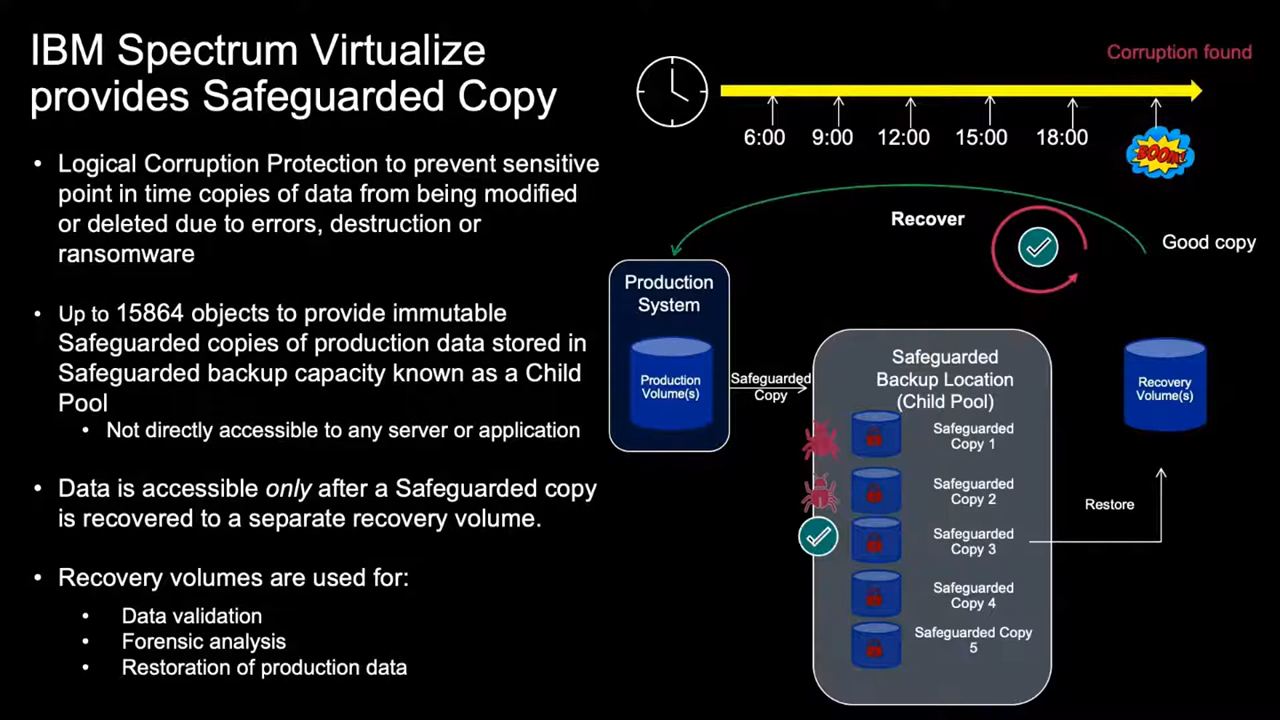 IBM Spectrum Virtualize
provides Safeguarded Copy
• Logical Corruption Protection to prevent sensitive
point in time copies of data from being modified
or deleted due to errors, destruction or
ransomware
• Up to 15864 objects to provide immutable
Safeguarded copies of production data stored in
Safeguarded backup capacity known as a Child
Pool
• Not directly accessible to any server or application
• Data is accessible only after a Safeguarded copy
is recovered to a separate recovery volume.
• Recovery volumes are used for:
• Data validation
• Forensic analysis
• Restoration of production data
Corruption found
6:00 9:00 12:00 15:00 18:00
BOOM!
Recover
Good copy
Production
System
Production
Volume(s)
Safeguarded
Copy
Safeguarded
Backup Location
(Child Pool)
Safeguarded
Copy 1
Safeguarded
Copy 2
Safeguarded
Copy 3
Safeguarded
Copy 4
Safeguarded Copy
5
Restore
Recovery
Volume(s)